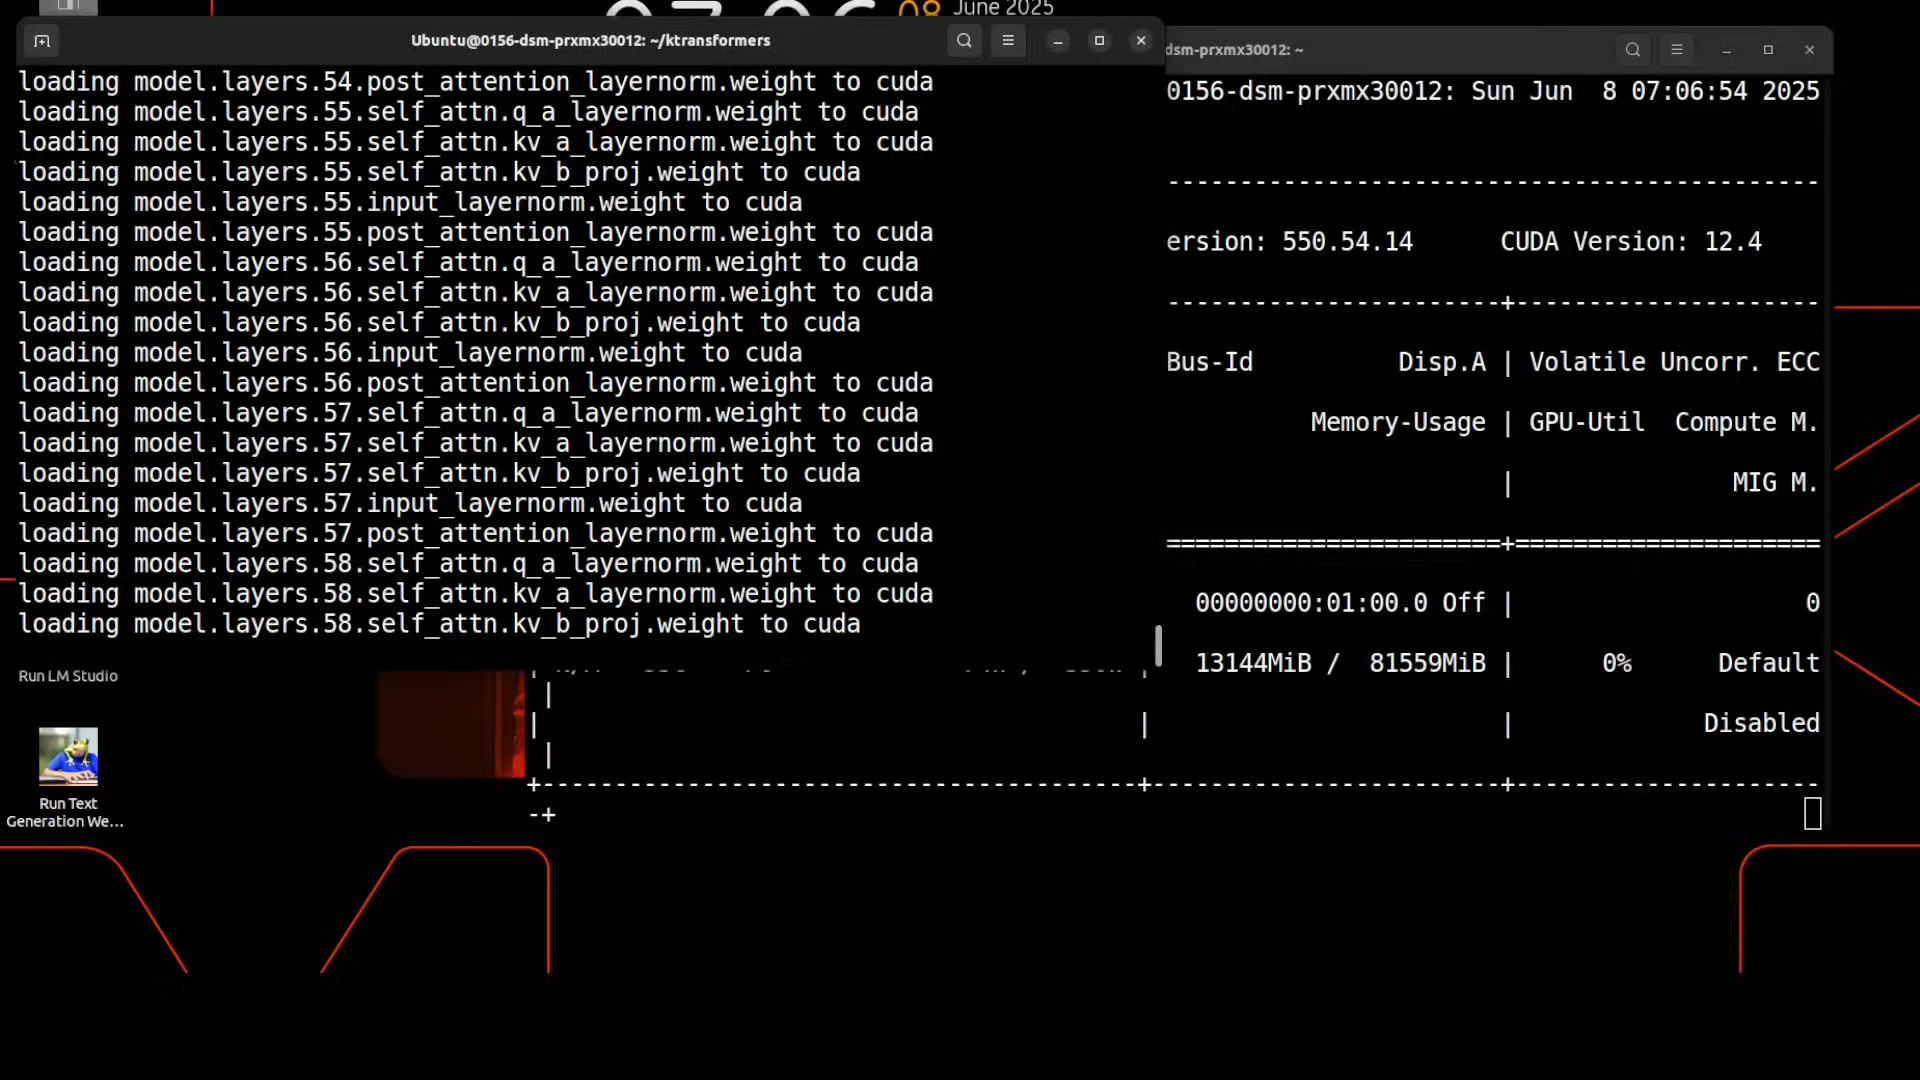 June 2025
Ubuntu@0156-dsm-prxmx30012: ~/ktransformers
loading model.layers.54.post_attention_layernorm.weight to cuda
loading model.layers.55.self_attn.q_a_layernorm.weight to cuda
loading model.layers.55.self_attn.kv_a_layernorm.weight to cuda
loading model.layers.55.self_attn.kv_b_proj.weight to cuda
loading model.layers.55.input_layernorm.weight to cuda
loading model.layers.55.post_attention_layernorm.weight to cuda
loading model.layers.56.self_attn.q_a_layernorm.weight to cuda
loading model.layers.56.self_attn.kv_a_layernorm.weight to cuda
loading model.layers.56.self_attn.kv_b_proj.weight to cuda
loading model.layers.56.input_layernorm.weight to cuda
loading model.layers.56.post_attention_layernorm.weight to cuda
loading model.layers.57.self_attn.q_a_layernorm.weight to cuda
loading model.layers.57.self_attn.kv_a_layernorm.weight to cuda
loading model.layers.57.self_attn.kv_b_proj.weight to cuda
loading model.layers.57.input_layernorm.weight to cuda
loading model.layers.57.post_attention_layernorm.weight to cuda
loading model.layers.58.self_attn.q_a_layernorm.weight to cuda
loading model.layers.58.self_attn.kv_a_layernorm.weight to cuda
loading model.layers.58.self_attn.kv_b_proj.weight to cuda
dsm-prxmx30012: ~
0156-dsm-prxmx30012: Sun Jun  8 07:06:54 2025
ersion: 550.54.14      CUDA Version: 12.4
Bus-Id          Disp.A | Volatile Uncorr. ECC
Memory-Usage | GPU-Util  Compute M.
|               MIG M.
00000000:01:00.0 Off |                    0
13144MiB /  81559MiB |      0%      Default
|             Disabled
Run LM Studio
Run Text
Generation We...